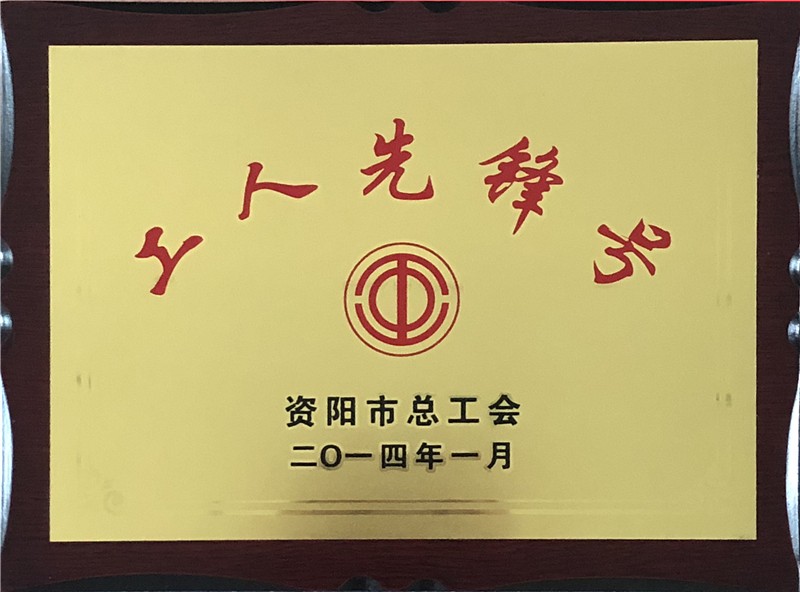 工人先锋号
资阳市总工会
二〇一四年一月